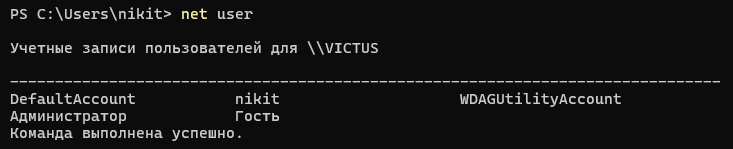 PS C:\Users\nikit> net user
Учетные записи пользователей для \\VICTUS
-------------------------------------------------------------------------------
DefaultAccount           nikit                    WDAGUtilityAccount
Администратор            Гость
Команда выполнена успешно.